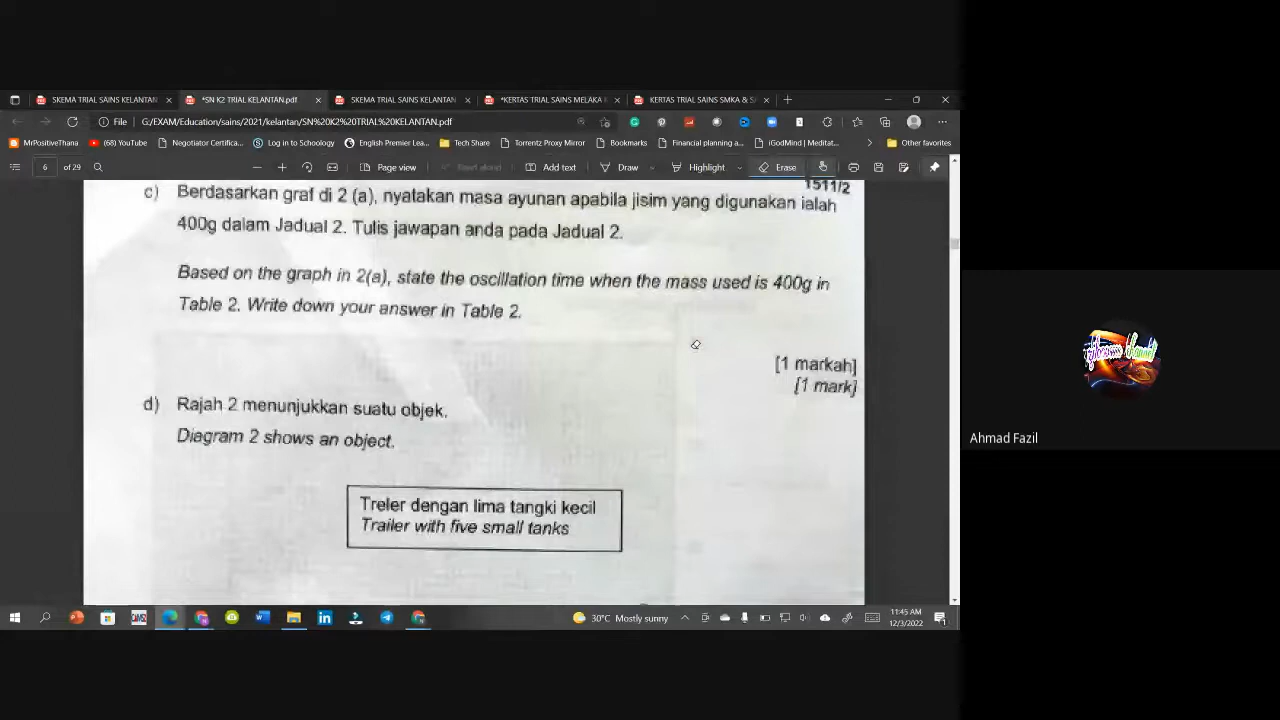 SKEMA TRIAL SAINS KELANTAN
*SN K2 TRIAL KELANTAN.pdf
SKEMA TRIAL SAINS KELANTAN
*KERTAS TRIAL SAINS MELAKA
KERTAS TRIAL SAINS SMKA & S
File
G:/EXAM/Education/sains/2021/kelantan/SN%20K2%20TRIAL%20KELANTAN.pdf
MrPositiveThana
(68) YouTube
Negotiator Certifica...
Log in to Schoology
English Premier Lea...
Tech Share
Torrentz Proxy Mirror
Bookmarks
Financial planning a...
iGodMind | Meditat...
Other favorites
6 of 29
Page view
Read aloud
Add text
Draw
Highlight
Erase
1511/2
c) Berdasarkan graf di 2 (a), nyatakan masa ayunan apabila jisim yang digunakan ialah
400g dalam Jadual 2. Tulis jawapan anda pada Jadual 2.
Based on the graph in 2(a), state the oscillation time when the mass used is 400g in
Table 2. Write down your answer in Table 2.
[1 markah]
[1 mark]
d) Rajah 2 menunjukkan suatu objek.
Diagram 2 shows an object.
Treler dengan lima tangki kecil
Trailer with five small tanks
Ahmad Fazil
30°C Mostly sunny
11:45 AM
12/3/2022